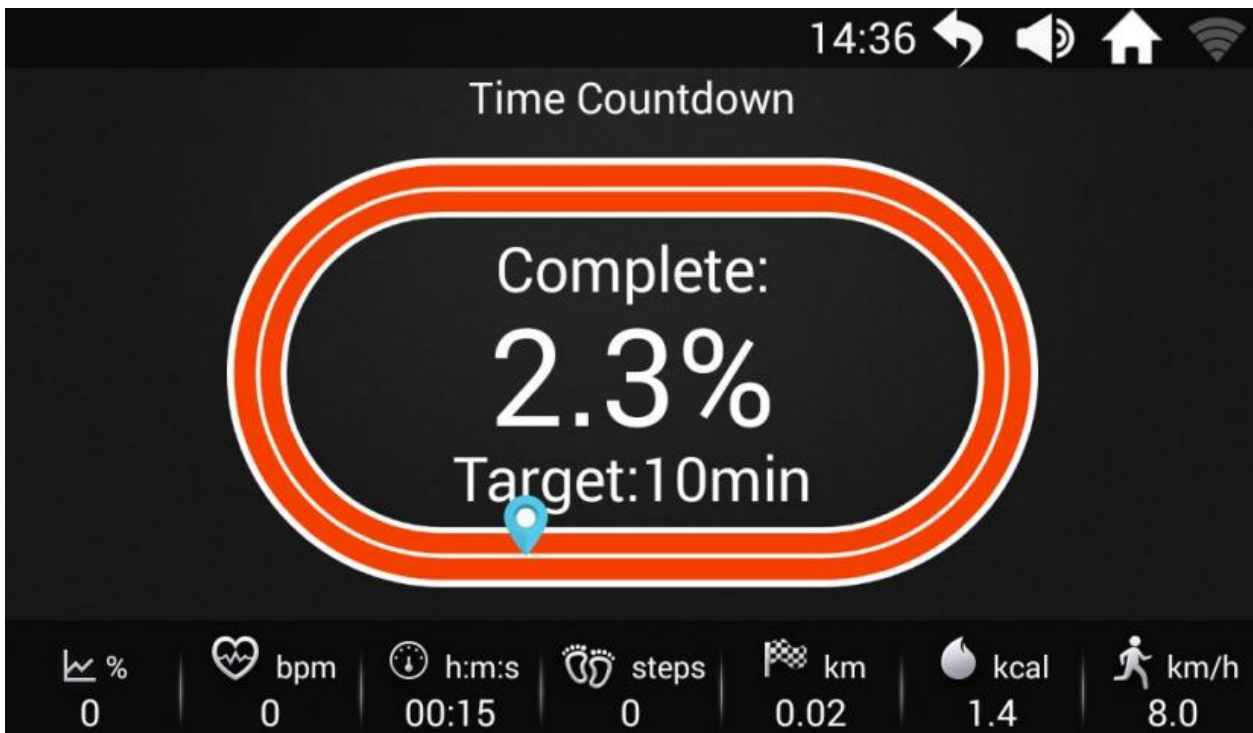 14:36
Time Countdown
Complete:
2.3%
Target:10min
% bpm h:m:s steps km kcal km/h
0 0 00:15 0 0.02 1.4 8.0